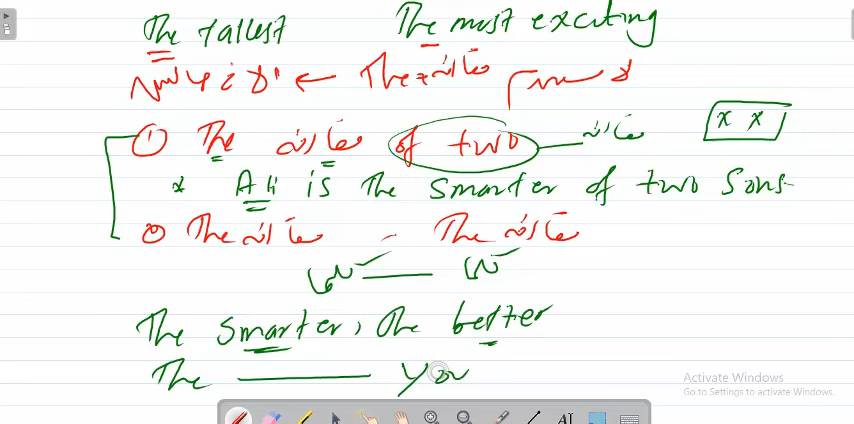 The tallest The most exciting
← The + مقارنة
① The مقارنة of two مقارنة x x
* Ali is the smarter of two Sons.
② The مقارنة The مقارنة
The smarter, the better
The you
Activate Windows
Go to Settings to activate Windows.